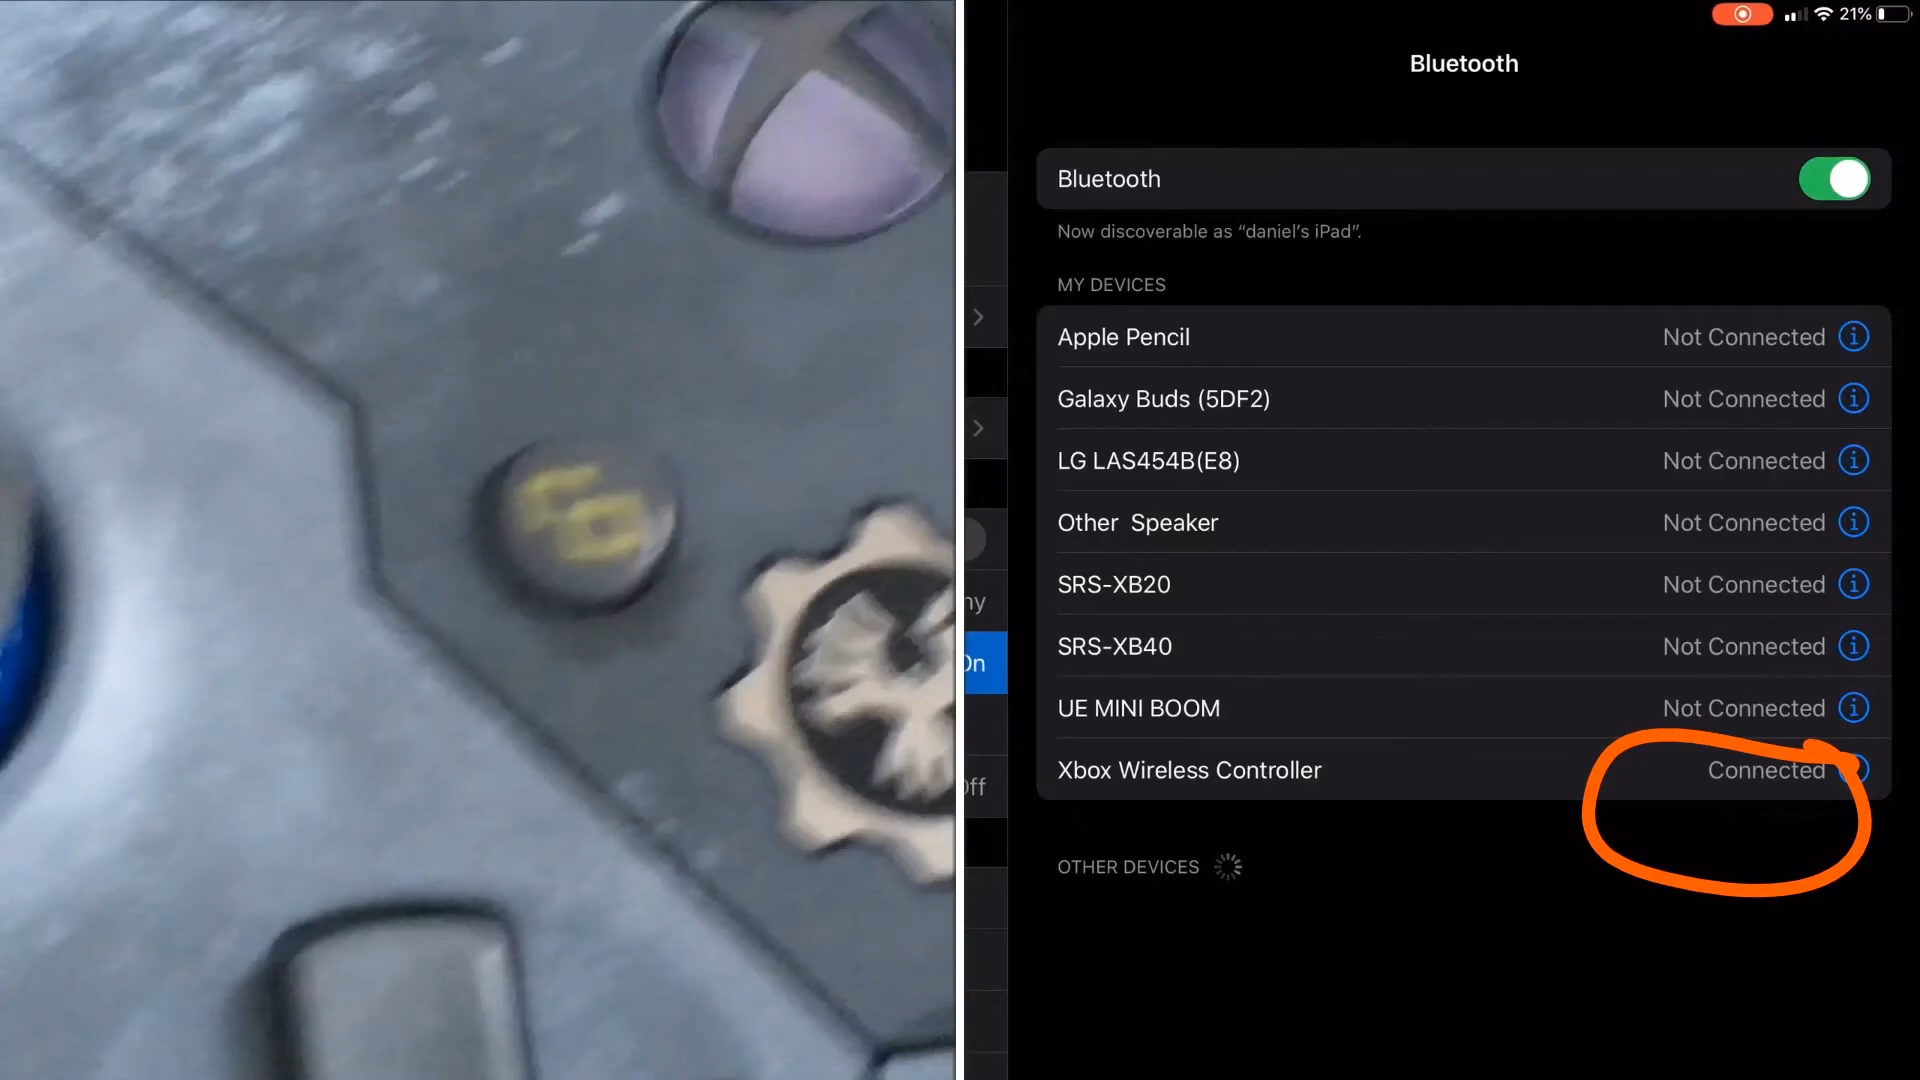 21%
Bluetooth
Bluetooth
Now discoverable as “daniel’s iPad”.
MY DEVICES
Apple Pencil Not Connected
Galaxy Buds (5DF2) Not Connected
LG LAS454B(E8) Not Connected
Other Speaker Not Connected
SRS-XB20 Not Connected
SRS-XB40 Not Connected
UE MINI BOOM Not Connected
Xbox Wireless Controller Connected
OTHER DEVICES